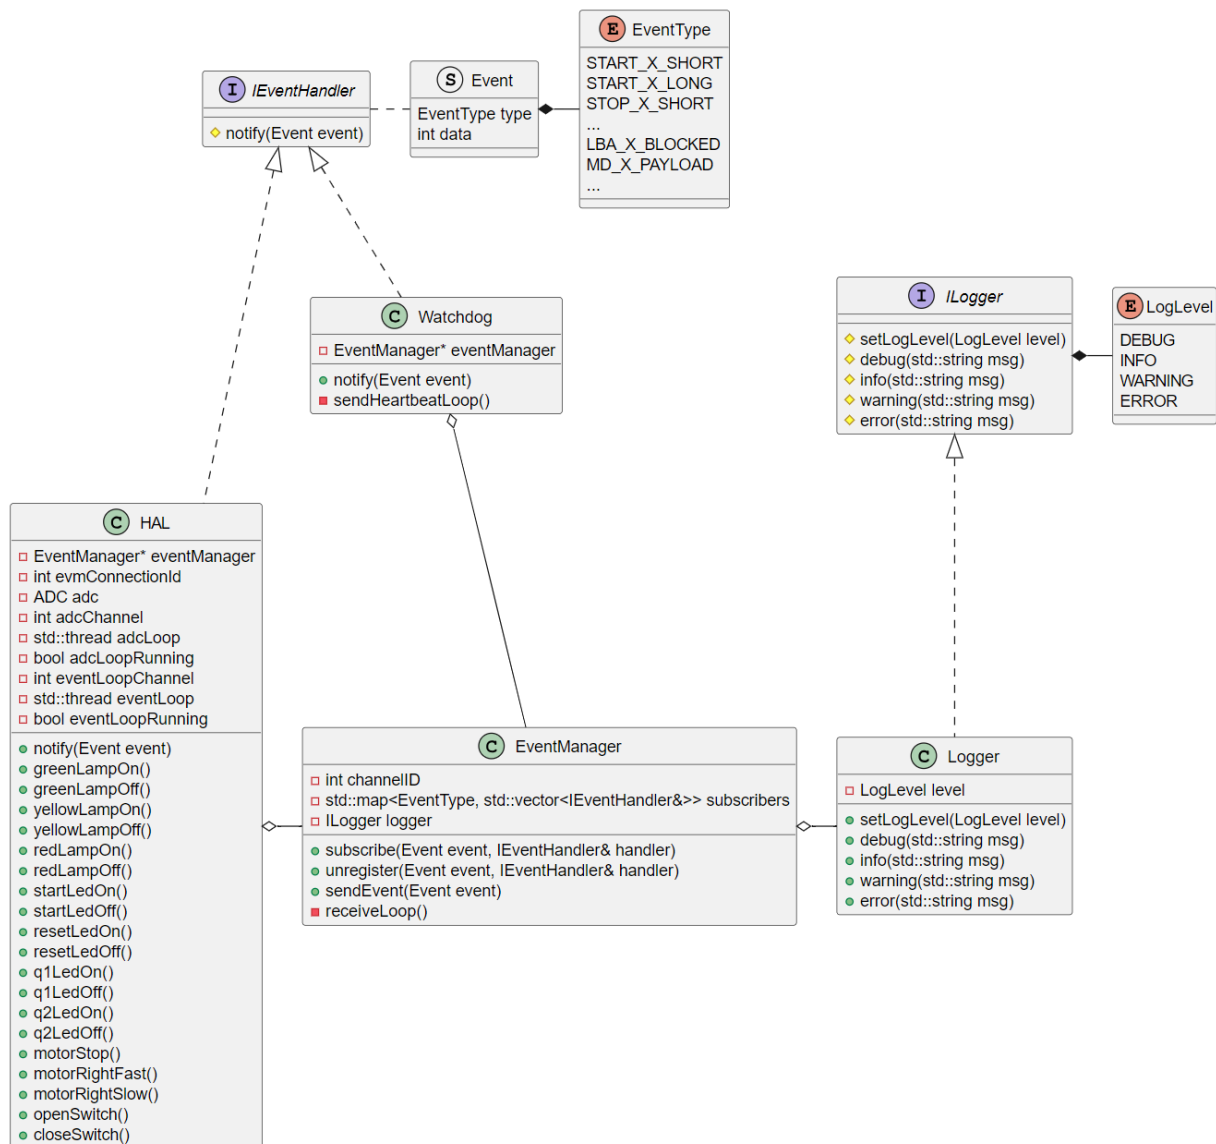 E EventType
START_X_SHORT
START_X_LONG
STOP_X_SHORT
...
LBA_X_BLOCKED
MD_X_PAYLOAD
...
I IEventHandler
notify(Event event)
S Event
EventType type
int data
C Watchdog
EventManager* eventManager
notify(Event event)
sendHeartbeatLoop()
I ILogger
setLogLevel(LogLevel level)
debug(std::string msg)
info(std::string msg)
warning(std::string msg)
error(std::string msg)
E LogLevel
DEBUG
INFO
WARNING
ERROR
C HAL
EventManager* eventManager
int evmConnectionId
ADC adc
int adcChannel
std::thread adcLoop
bool adcLoopRunning
int eventLoopChannel
std::thread eventLoop
bool eventLoopRunning
notify(Event event)
greenLampOn()
greenLampOff()
yellowLampOn()
yellowLampOff()
redLampOn()
redLampOff()
startLedOn()
startLedOff()
resetLedOn()
resetLedOff()
q1LedOn()
q1LedOff()
q2LedOn()
q2LedOff()
motorStop()
motorRightFast()
motorRightSlow()
openSwitch()
closeSwitch()
C EventManager
int channelID
std::map<EventType, std::vector<IEventHandler&>> subscribers
ILogger logger
subscribe(Event event, IEventHandler& handler)
unregister(Event event, IEventHandler& handler)
sendEvent(Event event)
receiveLoop()
C Logger
LogLevel level
setLogLevel(LogLevel level)
debug(std::string msg)
info(std::string msg)
warning(std::string msg)
error(std::string msg)